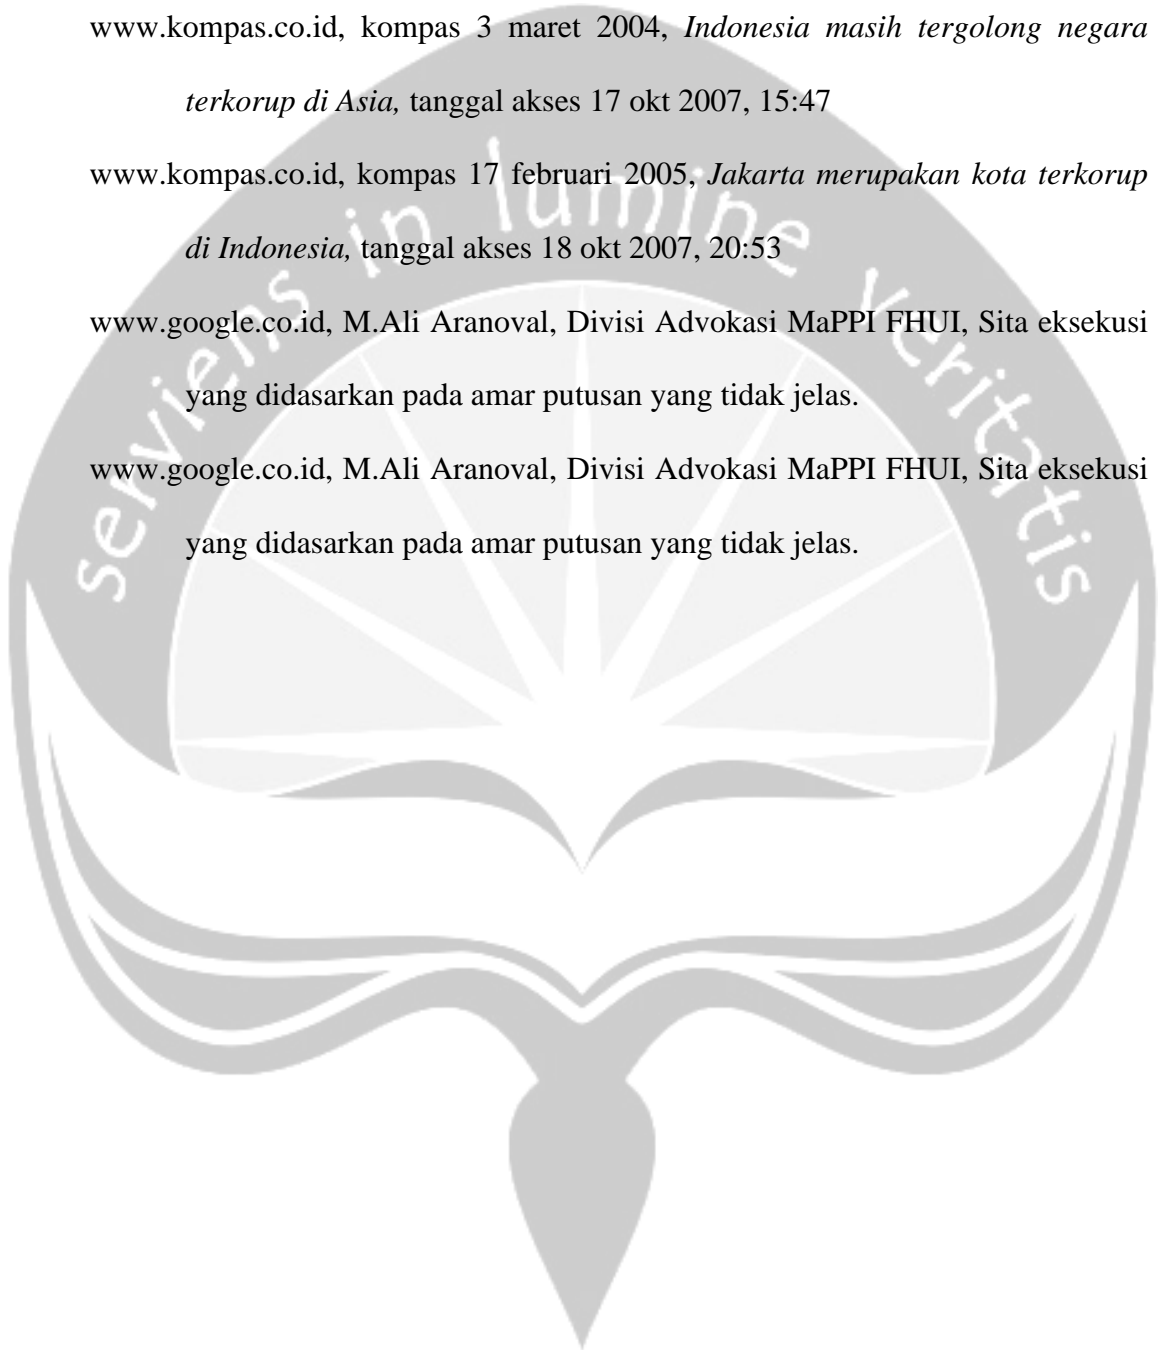 www.kompas.co.id, kompas 3 maret 2004, Indonesia masih tergolong negara
terkorup di Asia, tanggal akses 17 okt 2007, 15:47
www.kompas.co.id, kompas 17 februari 2005, Jakarta merupakan kota terkorup
di Indonesia, tanggal akses 18 okt 2007, 20:53
www.google.co.id, M.Ali Aranoval, Divisi Advokasi MaPPI FHUI, Sita eksekusi
yang didasarkan pada amar putusan yang tidak jelas.
www.google.co.id, M.Ali Aranoval, Divisi Advokasi MaPPI FHUI, Sita eksekusi
yang didasarkan pada amar putusan yang tidak jelas.
serviens in lumine veritatis